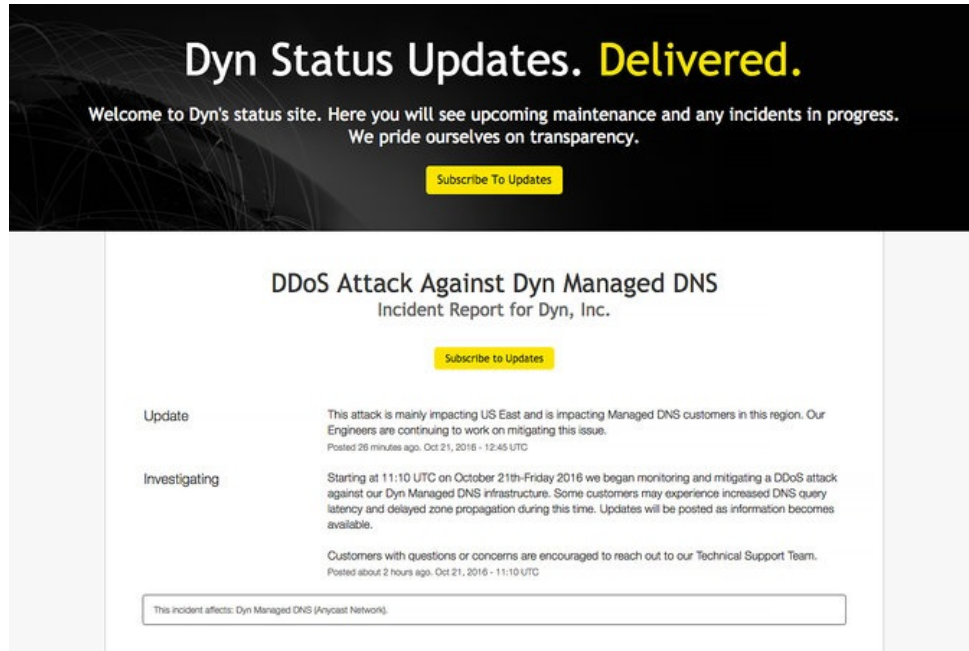 Dyn Status Updates. Delivered.
Welcome to Dyn's status site. Here you will see upcoming maintenance and any incidents in progress.
We pride ourselves on transparency.
Subscribe To Updates
DDoS Attack Against Dyn Managed DNS
Incident Report for Dyn, Inc.
Subscribe to Updates
Update
This attack is mainly impacting US East and is impacting Managed DNS customers in this region. Our
Engineers are continuing to work on mitigating this issue.
Posted 26 minutes ago. Oct 21, 2016 - 12:45 UTC
Investigating
Starting at 11:10 UTC on October 21th-Friday 2016 we began monitoring and mitigating a DDoS attack
against our Dyn Managed DNS infrastructure. Some customers may experience increased DNS query
latency and delayed zone propagation during this time. Updates will be posted as information becomes
available.
Customers with questions or concerns are encouraged to reach out to our Technical Support Team.
Posted about 2 hours ago. Oct 21, 2016 - 11:10 UTC
This incident affects: Dyn Managed DNS (Anycast Network).